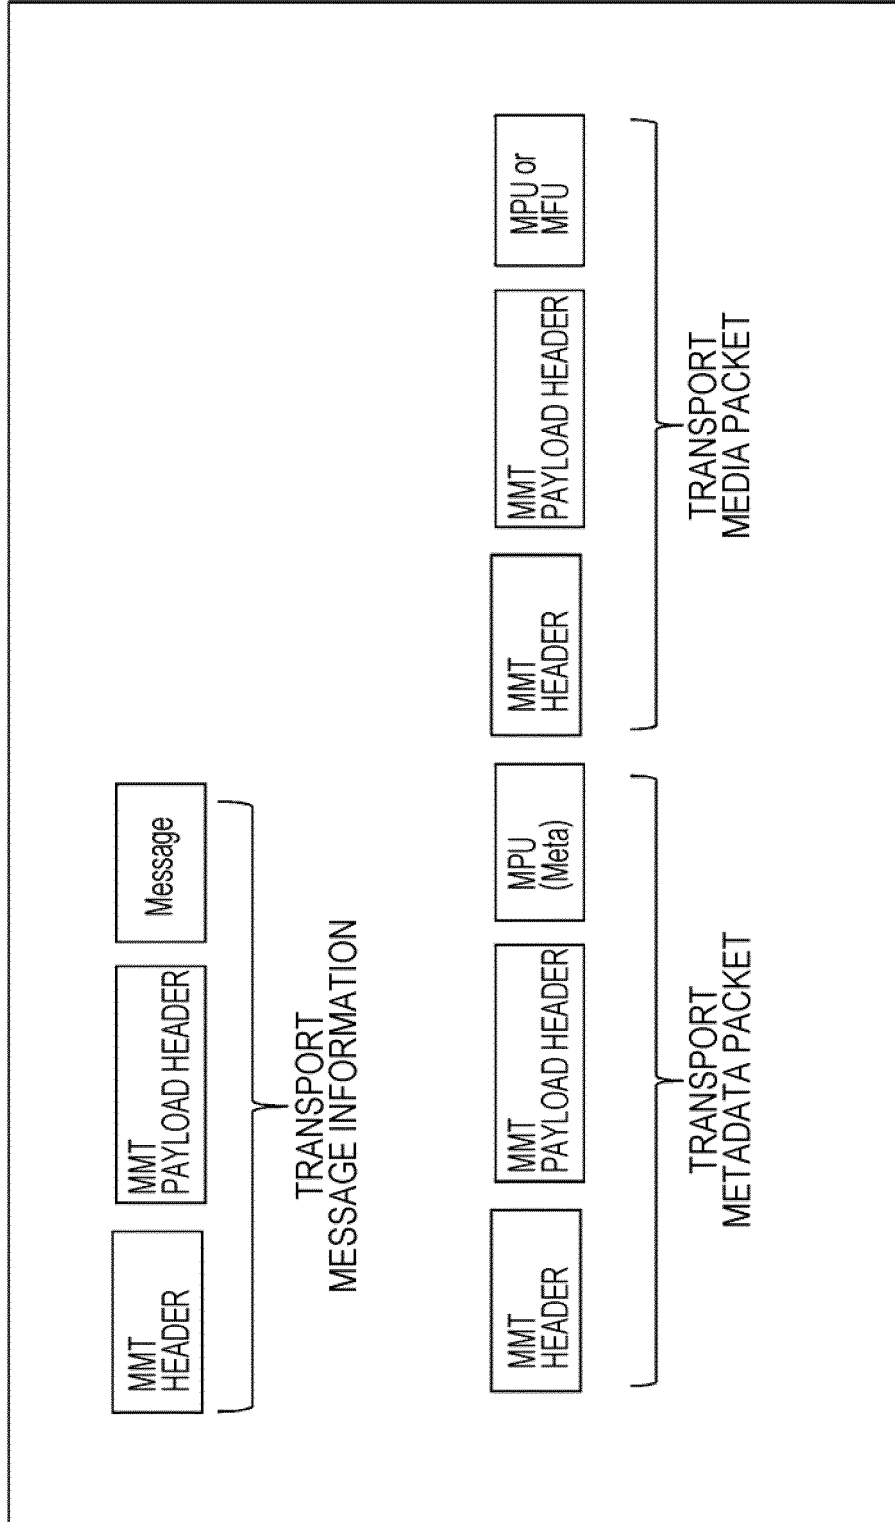 MMT
HEADER
MMT
PAYLOAD HEADER
Message
TRANSPORT
MESSAGE INFORMATION
MMT
HEADER
MMT
PAYLOAD HEADER
MPU
(Meta)
MMT
HEADER
MMT
PAYLOAD HEADER
MPU or
MFU
TRANSPORT
METADATA PACKET
TRANSPORT
MEDIA PACKET